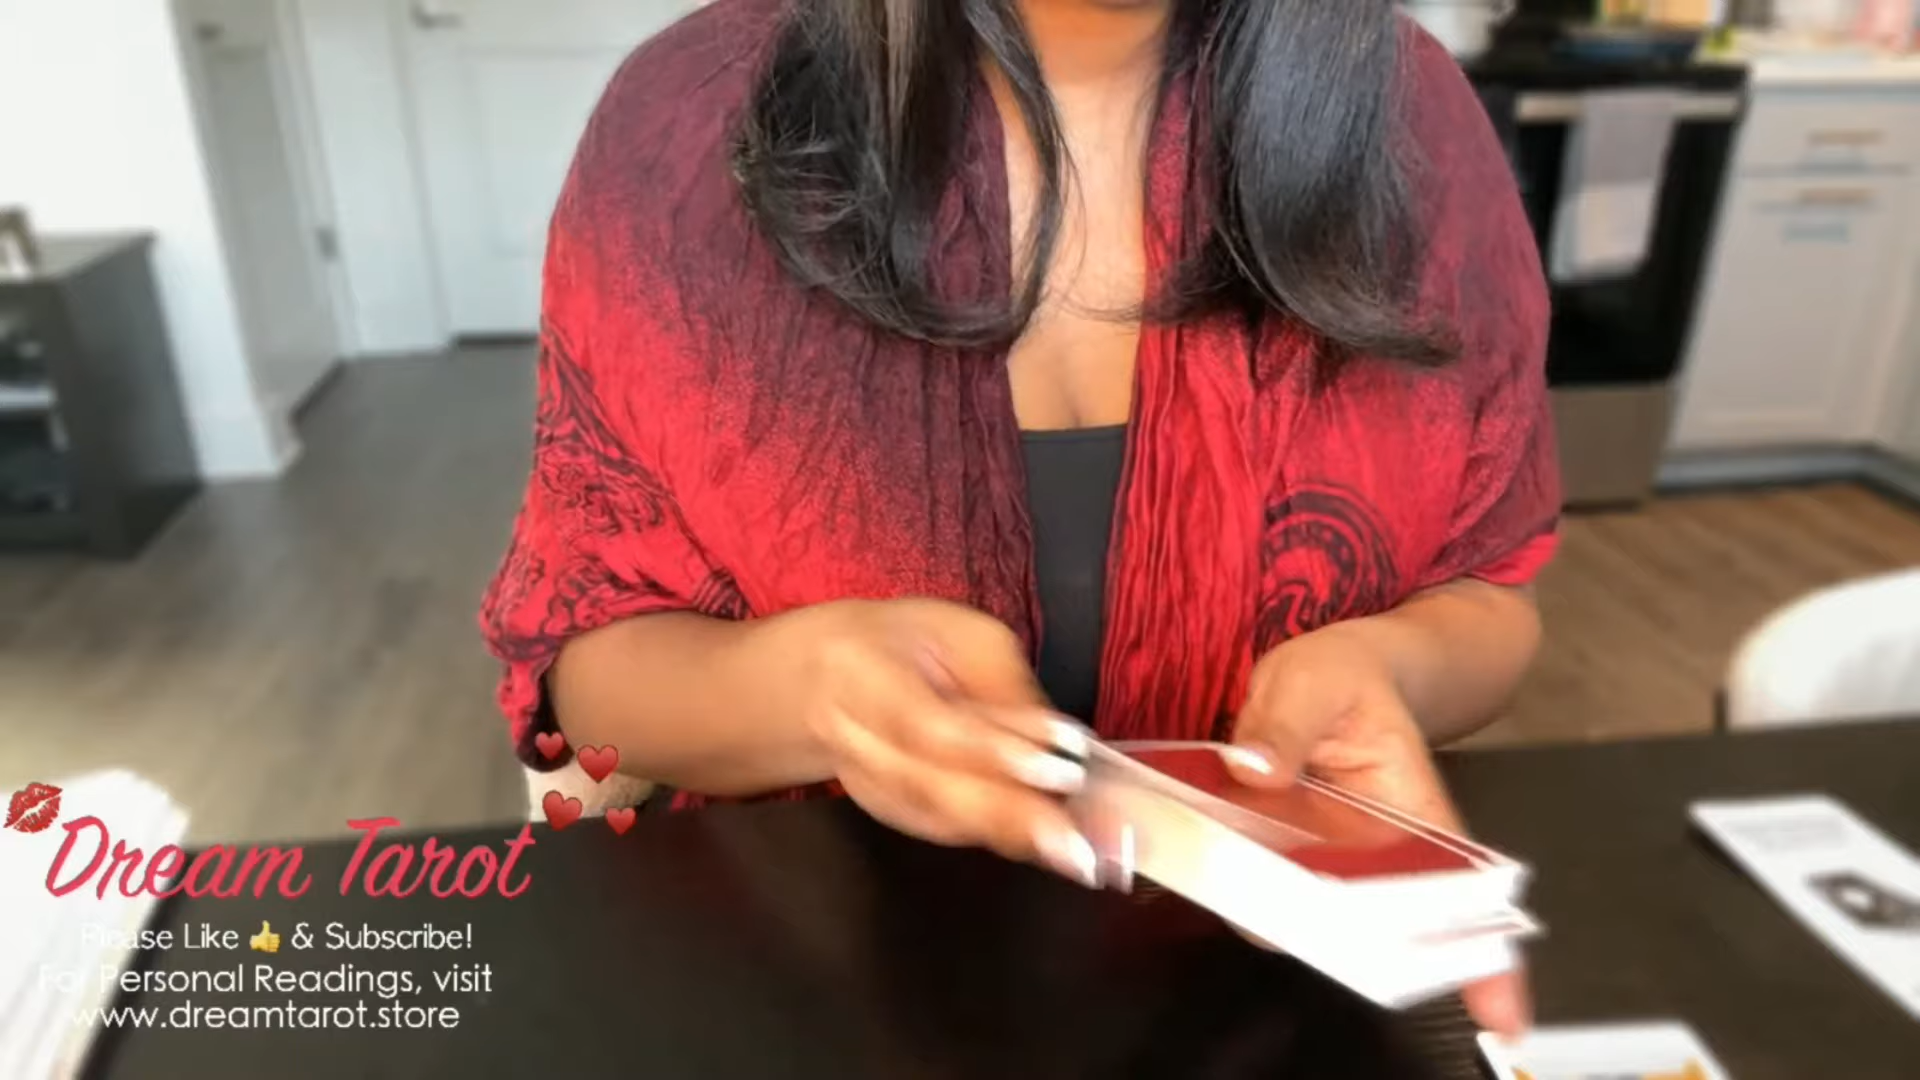 Dream Tarot
Please Like 👍 & Subscribe!
For Personal Readings, visit
www.dreamtarot.store